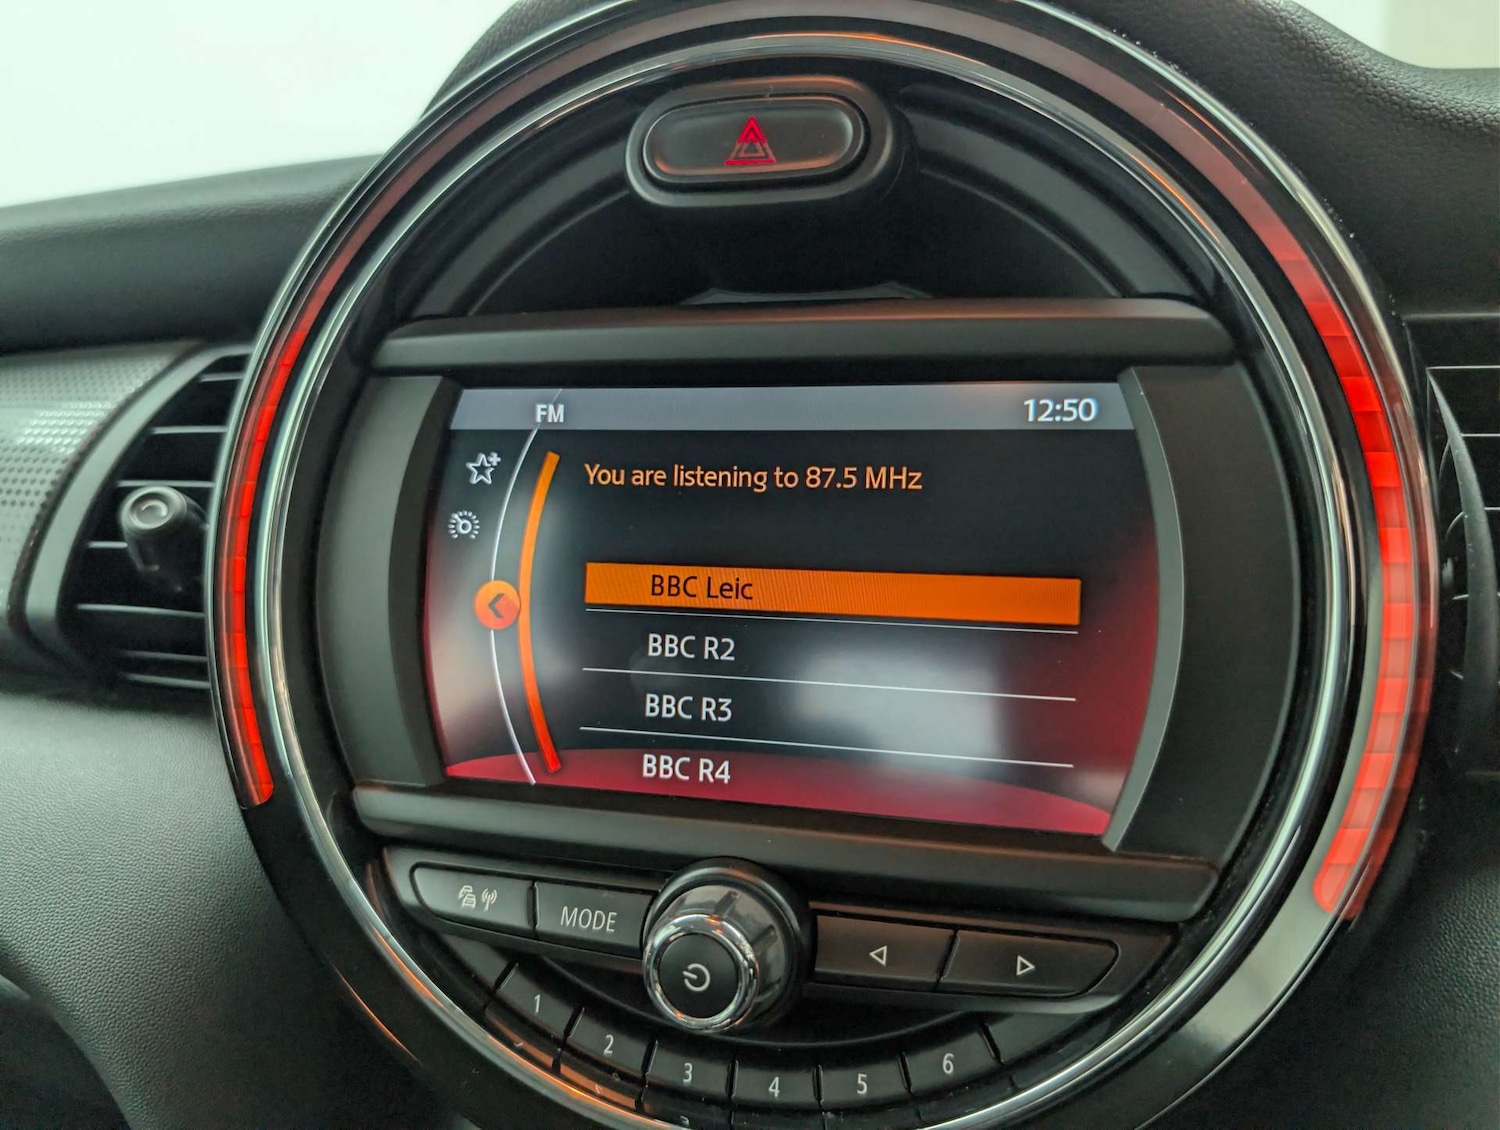 FM 12:50
You are listening to 87.5 MHz
BBC Leic
BBC R2
BBC R3
BBC R4
MODE
1 2 3 4 5 6